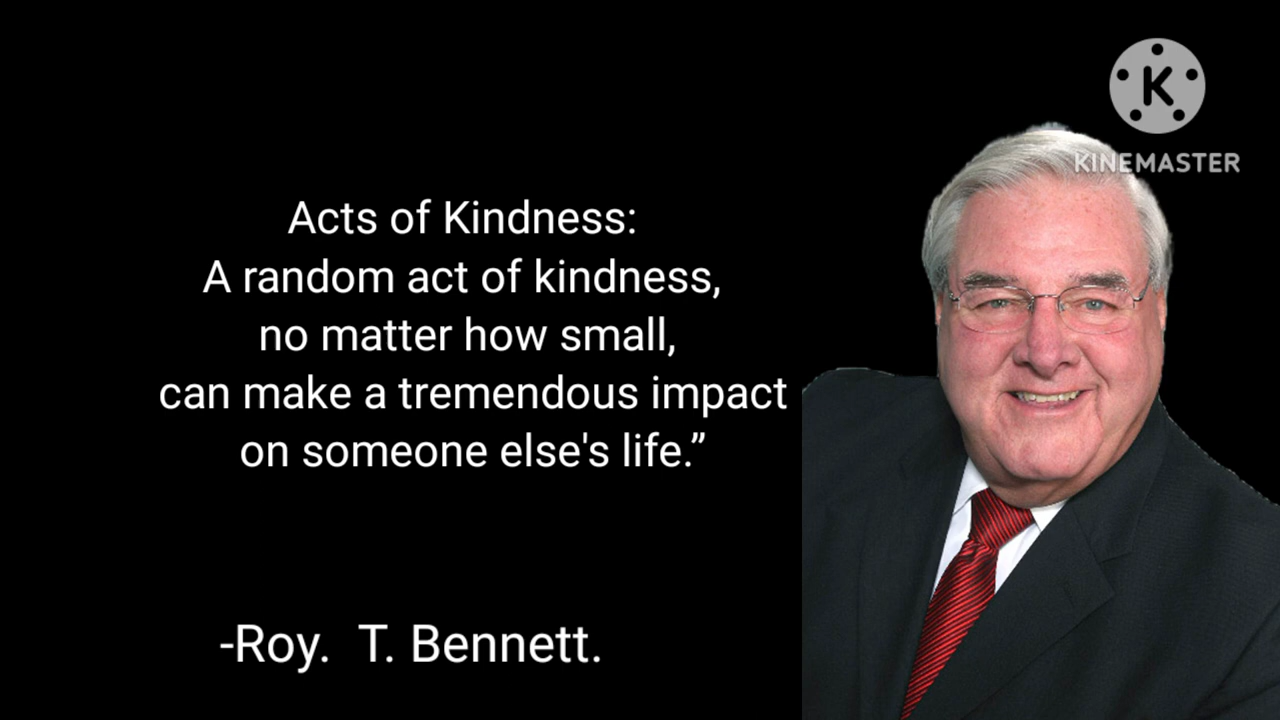 K
KINEMASTER
Acts of Kindness:
A random act of kindness,
no matter how small,
can make a tremendous impact
on someone else's life.”
-Roy.  T. Bennett.